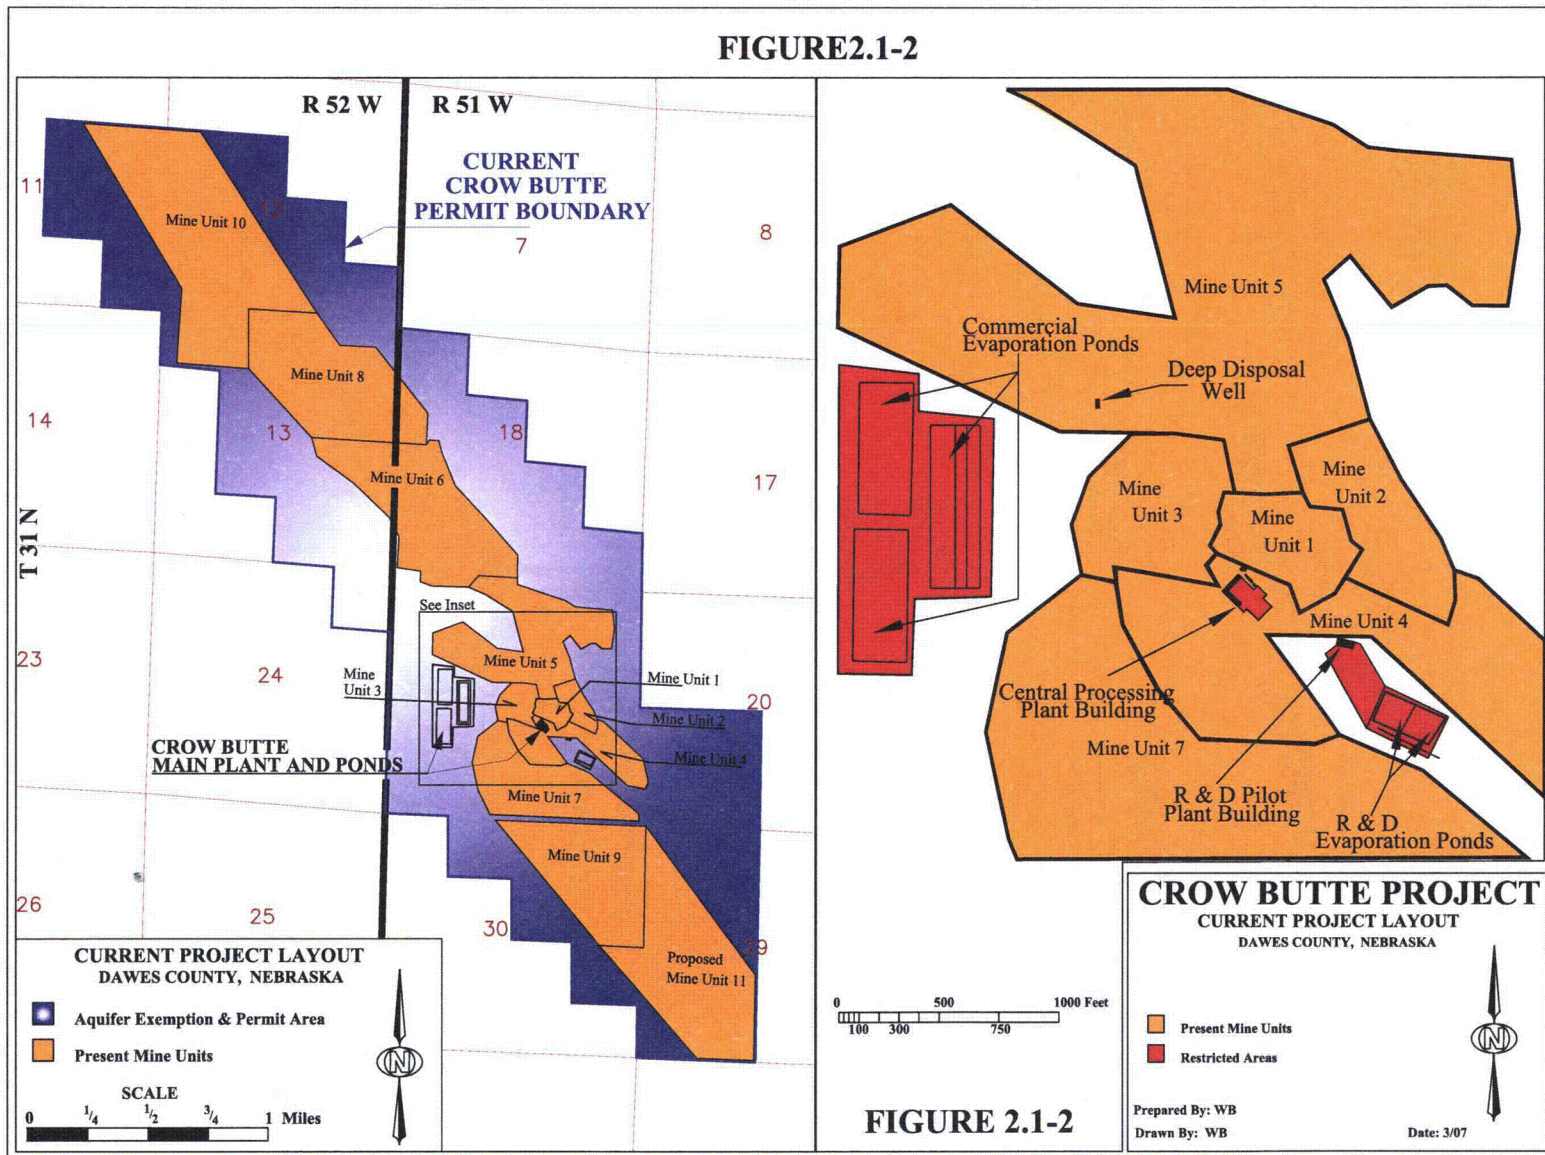 FIGURE2.1-2
R 52 W
R 51 W
CURRENT
CROW BUTTE
PERMIT BOUNDARY
11
12
7
8
Mine Unit 10
14
13
18
17
Mine Unit 8
Mine Unit 6
T 31 N
See Inset
23
24
20
Mine Unit 5
Mine
Unit 3
Mine Unit 1
Mine Unit 2
Mine Unit 4
CROW BUTTE
MAIN PLANT AND PONDS
Mine Unit 7
Mine Unit 9
26
25
30
29
Proposed
Mine Unit 11
CURRENT PROJECT LAYOUT
DAWES COUNTY, NEBRASKA
Aquifer Exemption & Permit Area
Present Mine Units
SCALE
0 1/4 1/2 3/4 1 Miles
N
Mine Unit 5
Commercial
Evaporation Ponds
Deep Disposal
Well
Mine
Unit 2
Mine
Unit 3
Mine
Unit 1
Mine Unit 4
Central Processing
Plant Building
Mine Unit 7
R & D Pilot
Plant Building
R & D
Evaporation Ponds
0 500 1000 Feet
100 300 750
FIGURE 2.1-2
CROW BUTTE PROJECT
CURRENT PROJECT LAYOUT
DAWES COUNTY, NEBRASKA
Present Mine Units
Restricted Areas
N
Prepared By: WB
Drawn By: WB
Date: 3/07